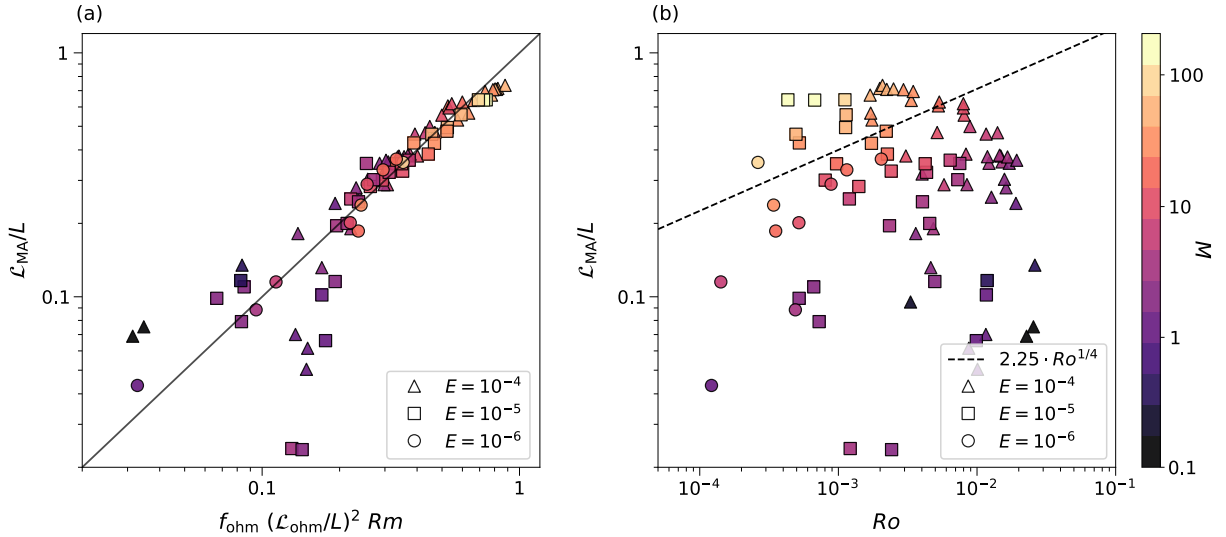 (a)
1
0.1
ℒ_MA/L
0.1
1
f_ohm (ℒ_ohm/L)² Rm
E = 10⁻⁴
E = 10⁻⁵
E = 10⁻⁶
(b)
1
0.1
ℒ_MA/L
10⁻⁴
10⁻³
10⁻²
10⁻¹
Ro
2.25 · Ro^{1/4}
E = 10⁻⁴
E = 10⁻⁵
E = 10⁻⁶
100
10
1
0.1
M